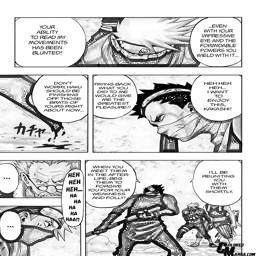 ...EVEN
WITH YOUR
IMPRESSIVE
EYE AND THE
FORMIDABLE
POWERS
YOU WIELD WITH IT...
YOUR
ABILITY
TO READ MY
MOVEMENTS
HAS BEEN
BLUNTED!
HEH HEH
HEH...
I WANT
TO
ENJOY
THIS,
KAKASHI!
PAYING BACK
WHAT YOU
DID TO ME
WOULD GIVE
ME THE
GREATEST
PLEASURE!!
DON'T
WORRY, HAKU
SHOULD BE
FINISHING
OFF THOSE
BRATS OF
YOURS RIGHT
ABOUT NOW...
カチャ
I'LL BE
REUNITING
YOU
WITH THEM
SHORTLY.
WHEN YOU
MEET THEM
IN THE
AFTER-
LIFE, BEG
THEM TO
FORGIVE
YOU FOR YOUR
WEAKNESS
AND FOLLY!
HEH
HEH
HEH...
HA
HA
HA
HAA!!